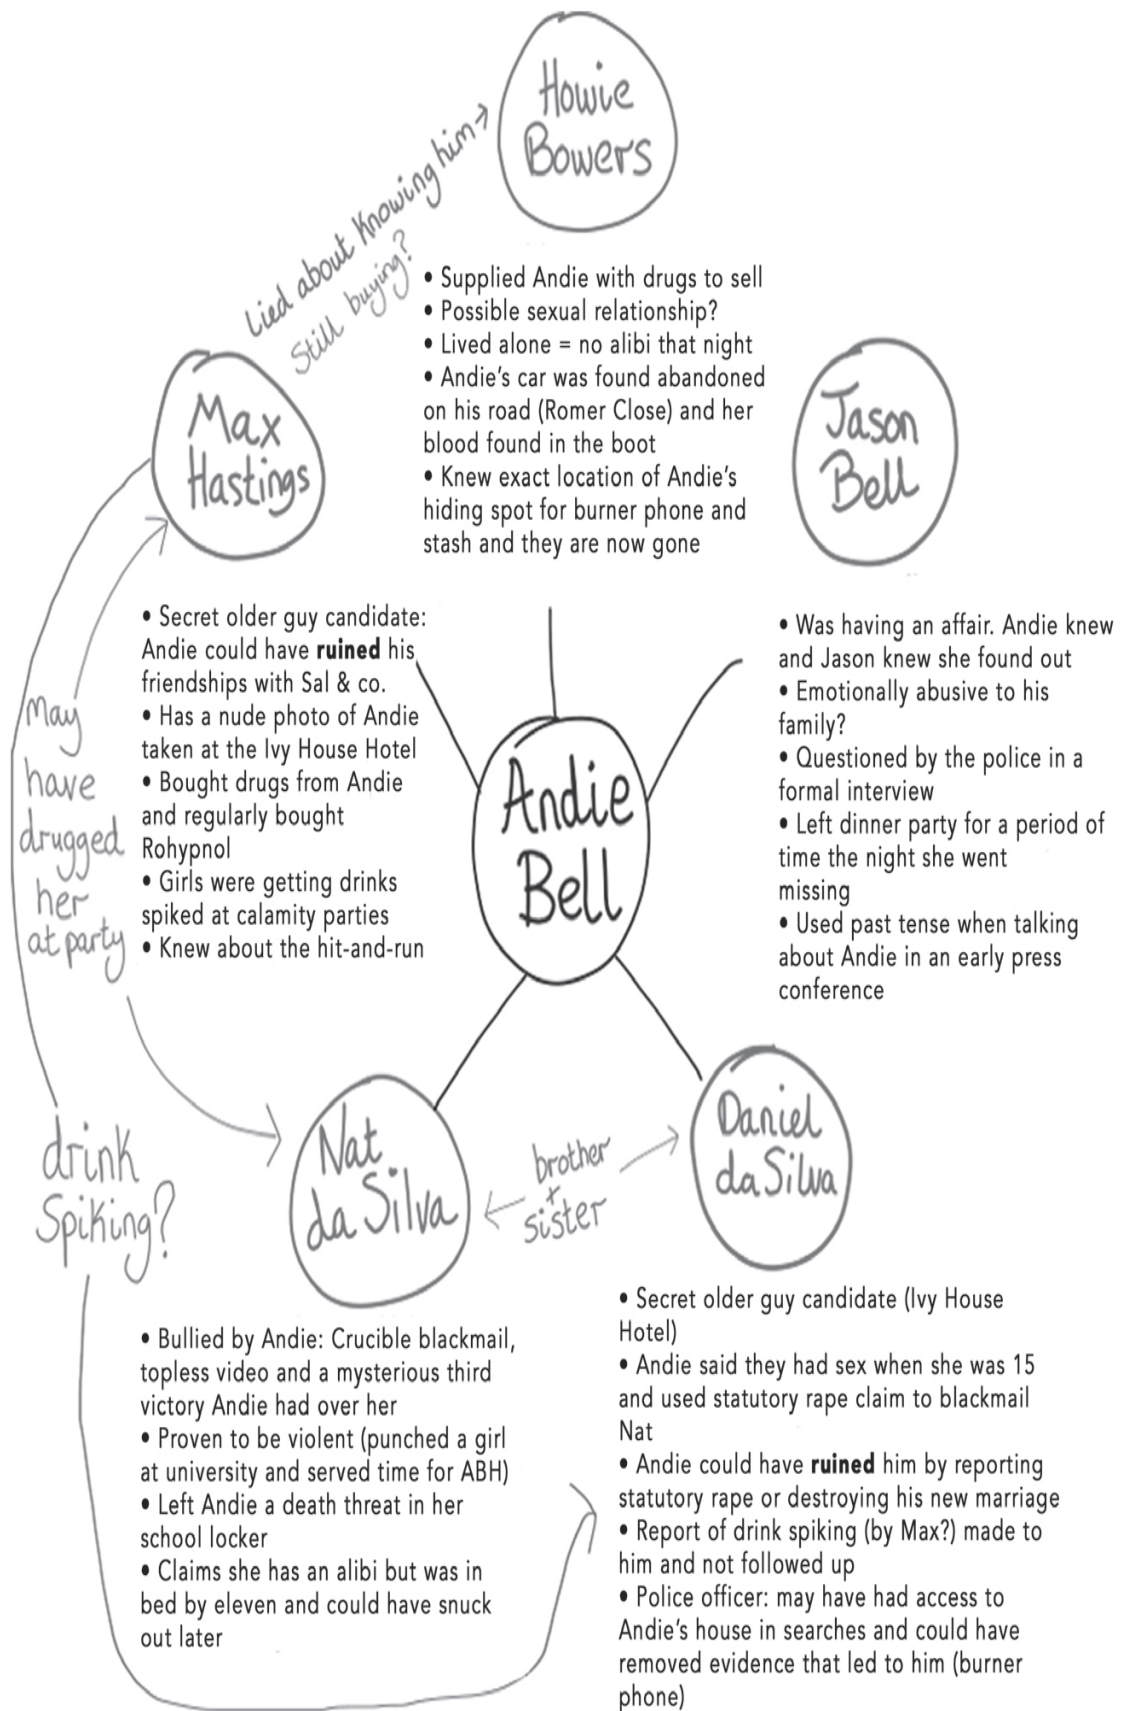 Howie
Bowers
Lied about Knowing him
Still buying?
• Supplied Andie with drugs to sell
• Possible sexual relationship?
• Lived alone = no alibi that night
• Andie's car was found abandoned
on his road (Romer Close) and her
blood found in the boot
• Knew exact location of Andie's
hiding spot for burner phone and
stash and they are now gone
Max
Hastings
Jason
Bell
• Secret older guy candidate:
Andie could have ruined his
friendships with Sal & co.
• Has a nude photo of Andie
taken at the Ivy House Hotel
• Bought drugs from Andie
and regularly bought
Rohypnol
• Girls were getting drinks
spiked at calamity parties
• Knew about the hit-and-run
• Was having an affair. Andie knew
and Jason knew she found out
• Emotionally abusive to his
family?
• Questioned by the police in a
formal interview
• Left dinner party for a period of
time the night she went
missing
• Used past tense when talking
about Andie in an early press
conference
May
have
drugged
her
at party
Andie
Bell
drink
Spiking?
Nat
da Silva
brother
+
sister
Daniel
da Silva
• Bullied by Andie: Crucible blackmail,
topless video and a mysterious third
victory Andie had over her
• Proven to be violent (punched a girl
at university and served time for ABH)
• Left Andie a death threat in her
school locker
• Claims she has an alibi but was in
bed by eleven and could have snuck
out later
• Secret older guy candidate (Ivy House
Hotel)
• Andie said they had sex when she was 15
and used statutory rape claim to blackmail
Nat
• Andie could have ruined him by reporting
statutory rape or destroying his new marriage
• Report of drink spiking (by Max?) made to
him and not followed up
• Police officer: may have had access to
Andie's house in searches and could have
removed evidence that led to him (burner
phone)